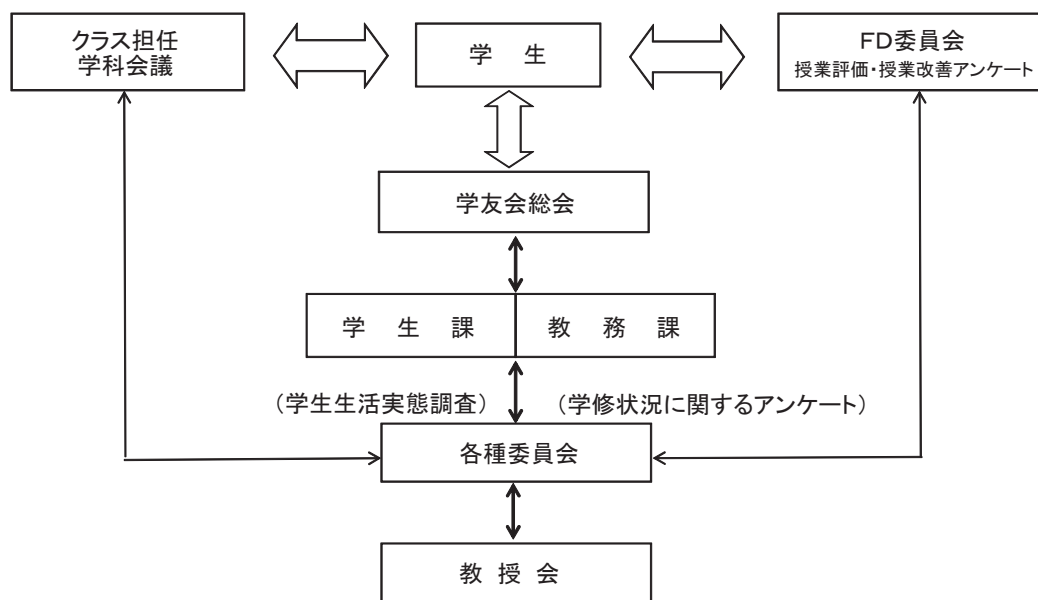 クラス担任
学科会議
学 生
FD委員会
授業評価・授業改善アンケート
学友会総会
学 生 課
教 務 課
（学生生活実態調査）
（学修状況に関するアンケート）
各種委員会
教 授 会